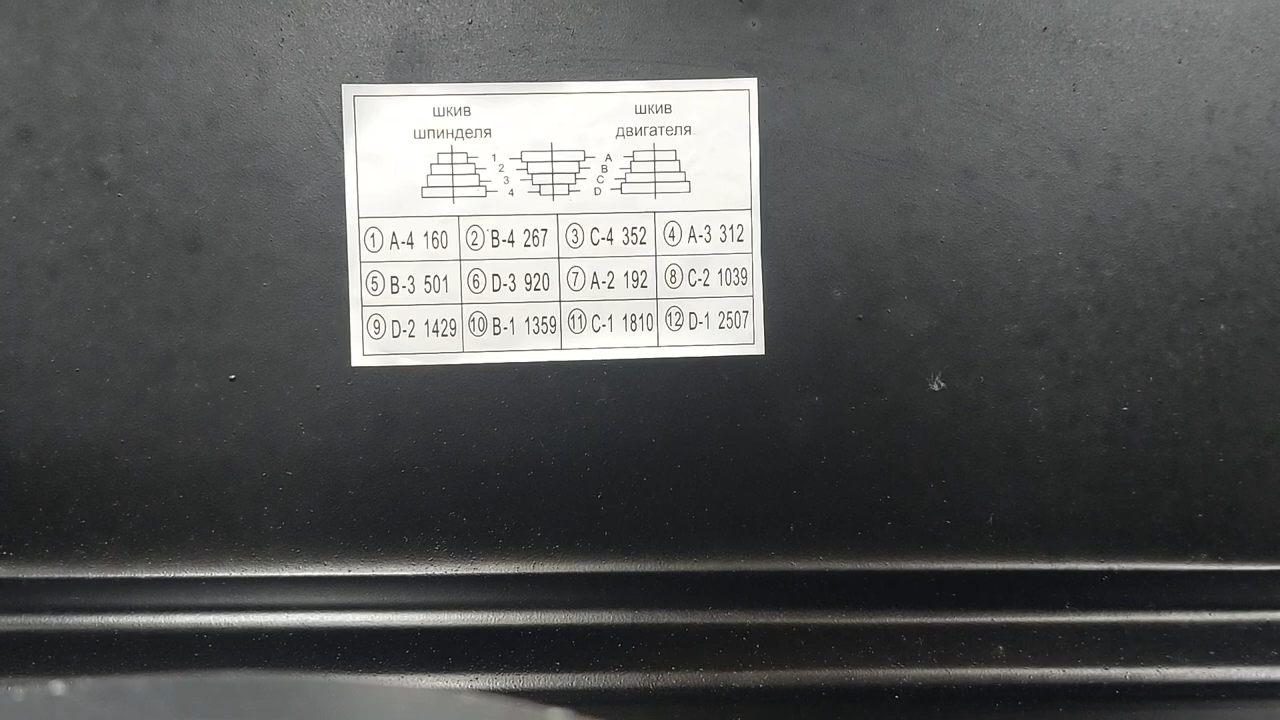 шкив шкив
шпинделя двигателя
1 A
2 B
3 C
4 D
① A-4 160 ② B-4 267 ③ C-4 352 ④ A-3 312
⑤ B-3 501 ⑥ D-3 920 ⑦ A-2 192 ⑧ C-2 1039
⑨ D-2 1429 ⑩ B-1 1359 ⑪ C-1 1810 ⑫ D-1 2507